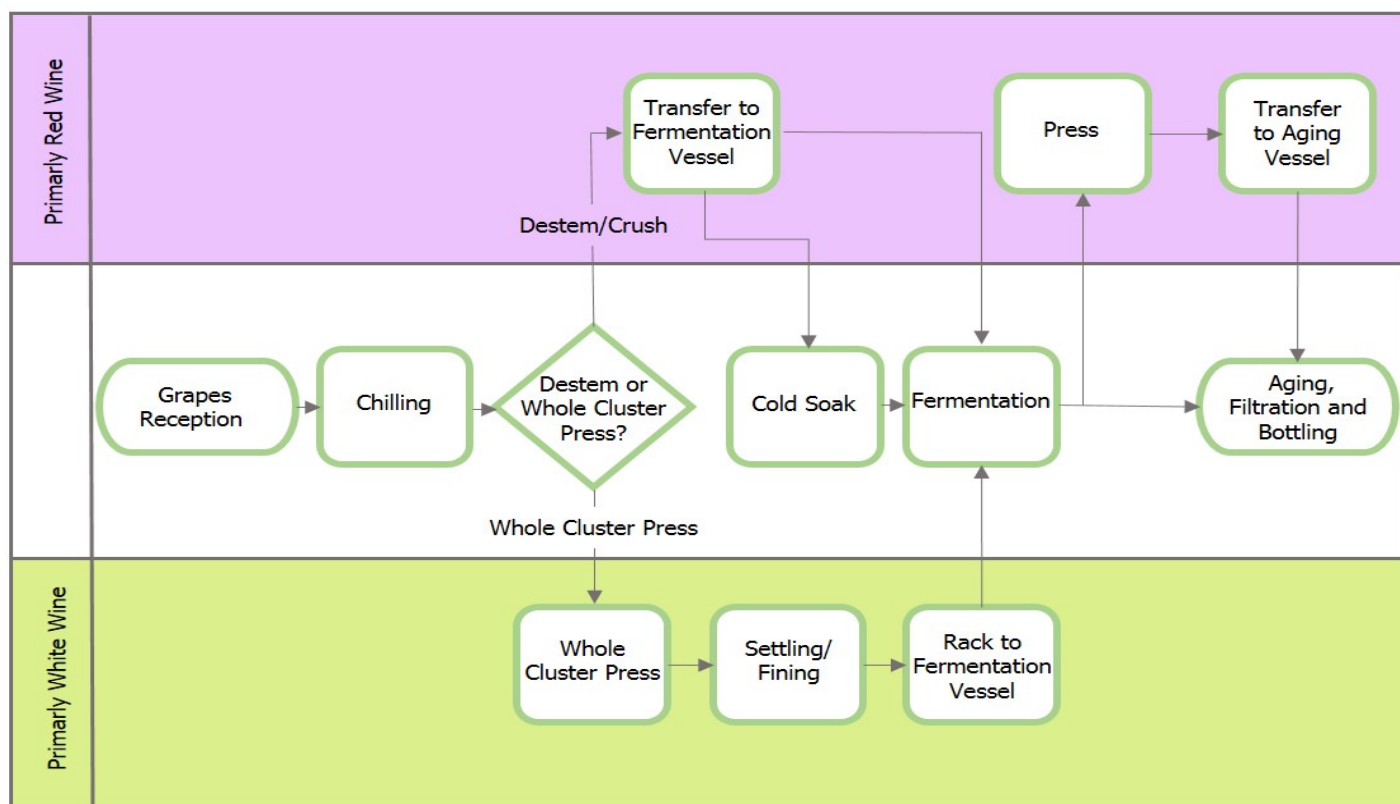 Primarly Red Wine
Transfer to
Fermentation
Vessel
Press
Transfer
to Aging
Vessel
Destem/Crush
Grapes
Reception
Chilling
Destem or
Whole Cluster
Press?
Cold Soak
Fermentation
Aging,
Filtration and
Bottling
Whole Cluster Press
Primarly White Wine
Whole
Cluster Press
Settling/
Fining
Rack to
Fermentation
Vessel